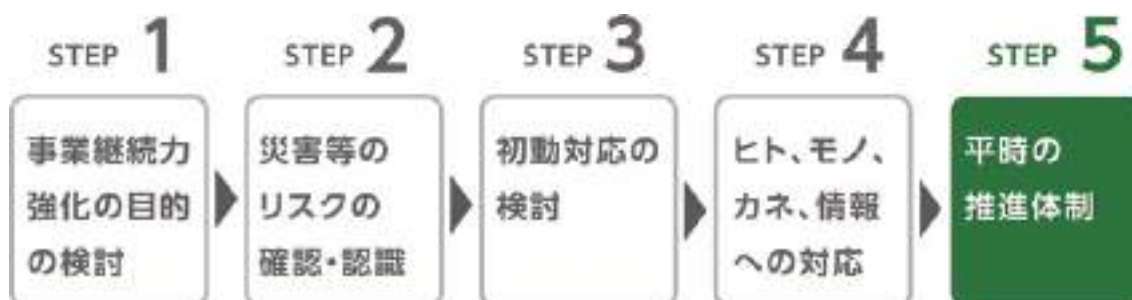 STEP 1
STEP 2
STEP 3
STEP 4
STEP 5
事業継続力
強化の目的
の検討
災害等の
リスクの
確認・認識
初動対応の
検討
ヒト、モノ、
カネ、情報
への対応
平時の
推進体制